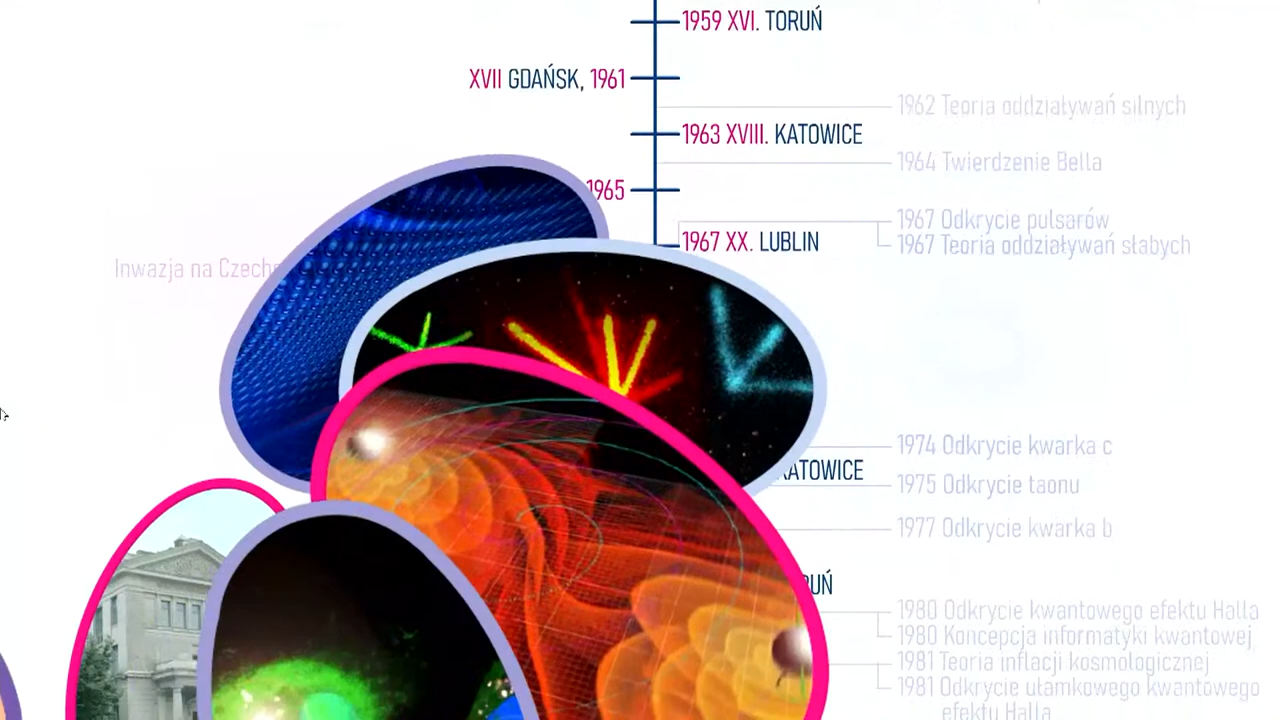 1959 XVI. TORUŃ
XVII GDAŃSK, 1961
1962 Teoria oddziaływań silnych
1963 XVIII. KATOWICE
1964 Twierdzenie Bella
1965
1967 Odkrycie pulsarów
1967 XX. LUBLIN
1967 Teoria oddziaływań słabych
Inwazja na Czecho
1974 Odkrycie kwarka c
KATOWICE
1975 Odkrycie taonu
1977 Odkrycie kwarka b
RUŃ
1980 Odkrycie kwantowego efektu Halla
1980 Koncepcja informatyki kwantowej
1981 Teoria inflacji kosmologicznej
1981 Odkrycie ułamkowego kwantowego
efektu Halla